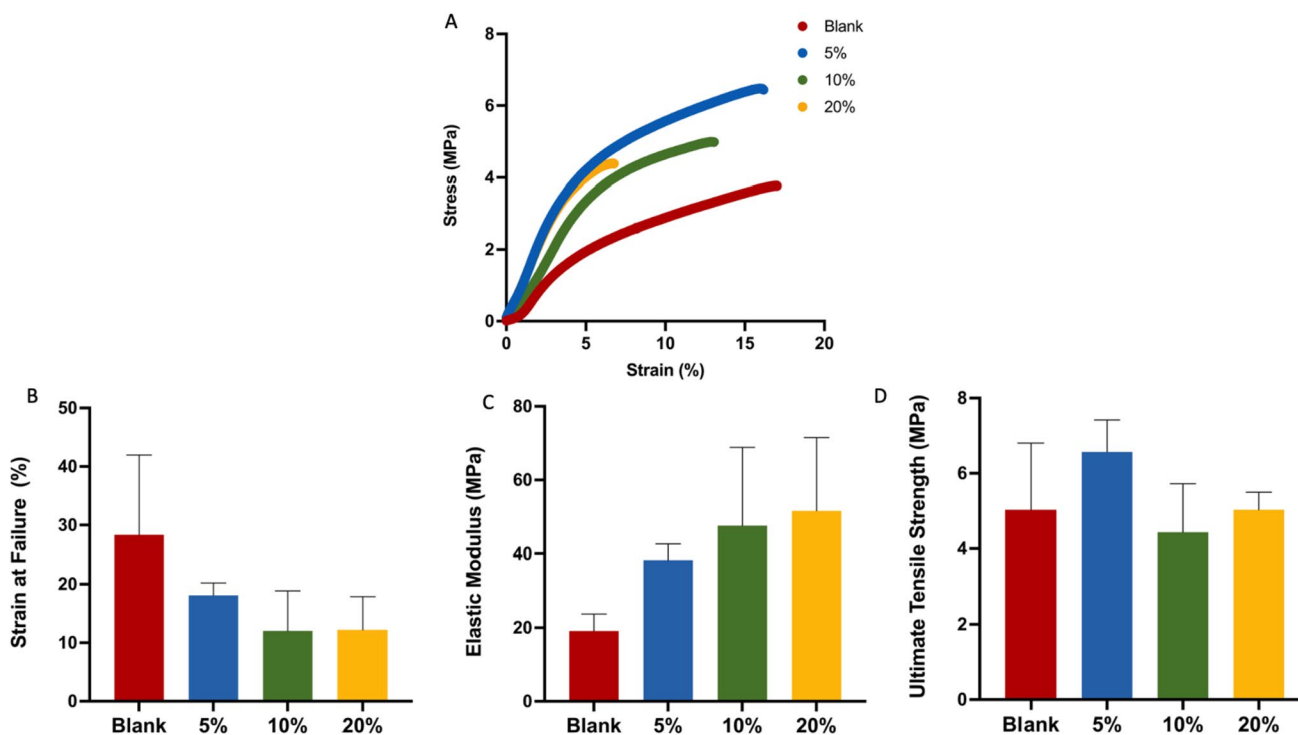 A
Blank
5%
10%
20%
8
6
4
2
0
Stress (MPa)
0
5
10
15
20
Strain (%)
B
50
40
30
20
10
0
Strain at Failure (%)
Blank
5%
10%
20%
C
80
60
40
20
0
Elastic Modulus (MPa)
Blank
5%
10%
20%
D
8
6
4
2
0
Ultimate Tensile Strength (MPa)
Blank
5%
10%
20%